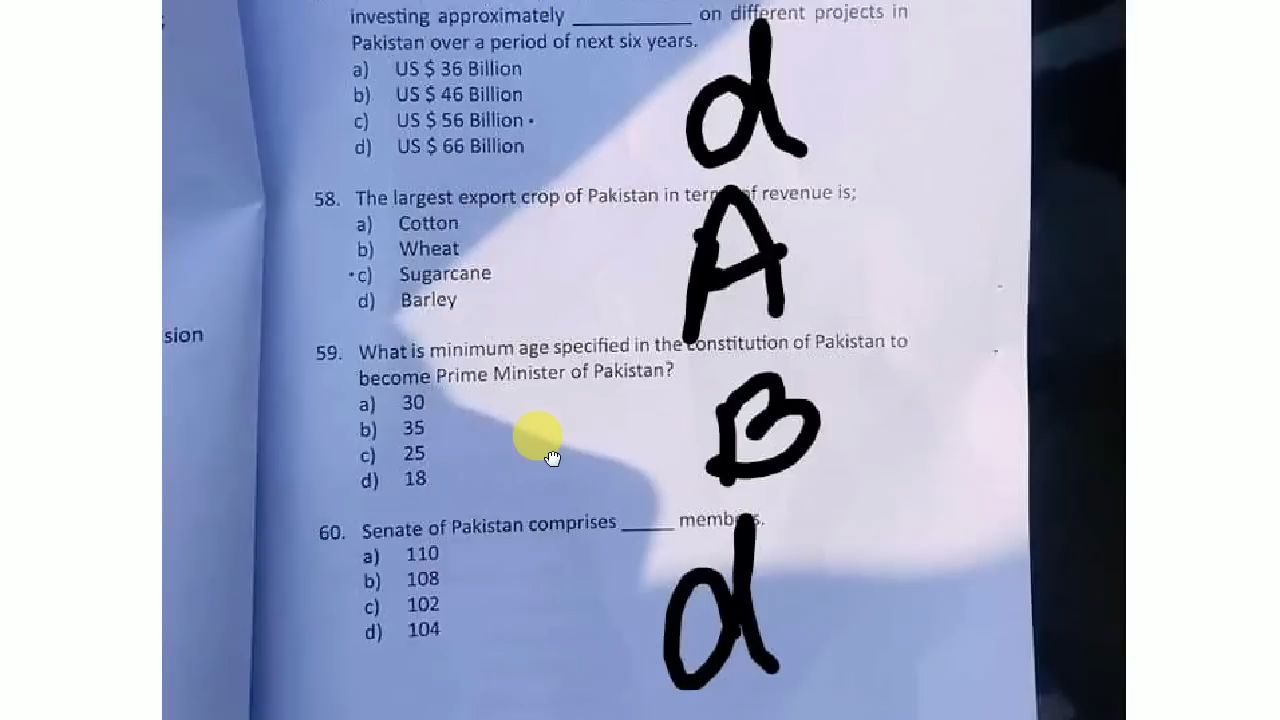 investing approximately __________ on different projects in
Pakistan over a period of next six years.
a) US $ 36 Billion
b) US $ 46 Billion
c) US $ 56 Billion
d) US $ 66 Billion
d
58. The largest export crop of Pakistan in term of revenue is;
a) Cotton
b) Wheat
c) Sugarcane
d) Barley
A
sion
59. What is minimum age specified in the constitution of Pakistan to
become Prime Minister of Pakistan?
a) 30
b) 35
c) 25
d) 18
B
60. Senate of Pakistan comprises _____ members.
a) 110
b) 108
c) 102
d) 104
d